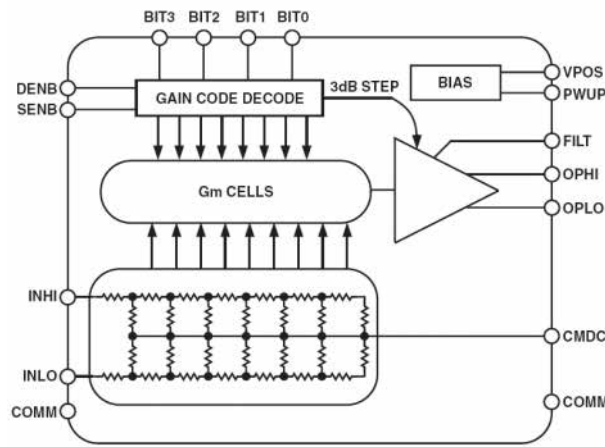 BIT3 BIT2 BIT1 BIT0
DENB
SENB
GAIN CODE DECODE
3dB STEP
BIAS
VPOS
PWUP
FILT
OPHI
OPLO
Gm CELLS
INHI
INLO
COMM
CMDC
COMM